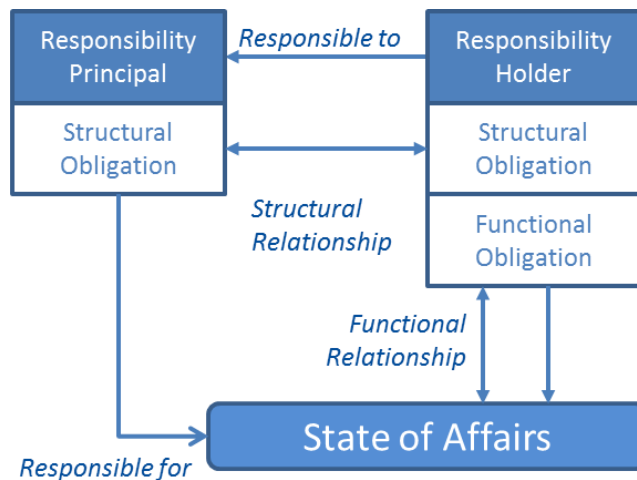 Responsibility
Principal
Responsible to
Responsibility
Holder
Structural
Obligation
Structural
Obligation
Structural
Relationship
Functional
Obligation
Functional
Relationship
State of Affairs
Responsible for